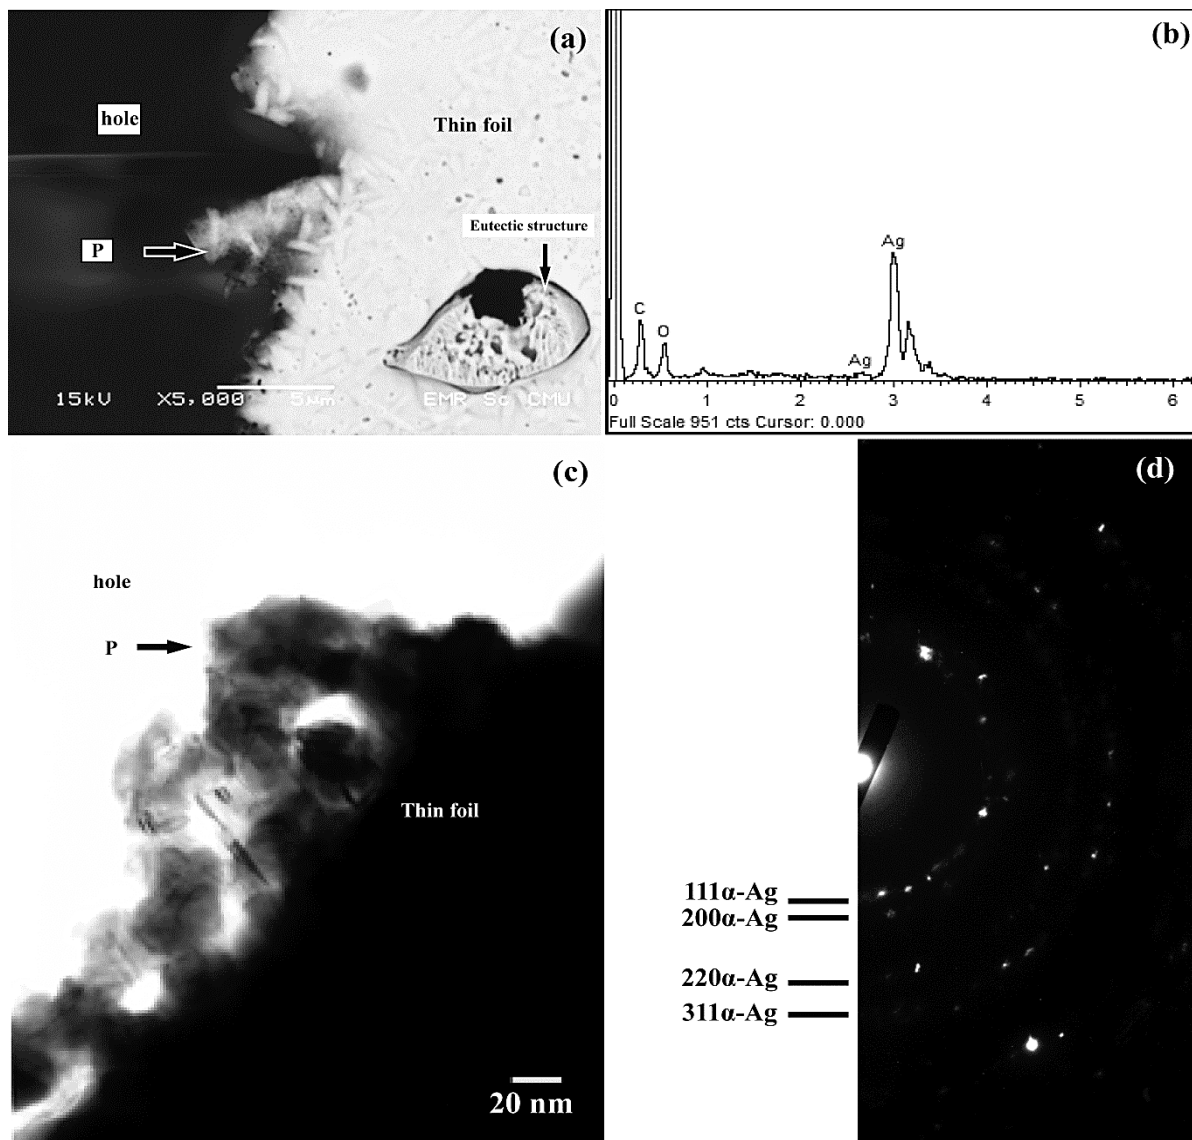 (a)
hole
Thin foil
P
Eutectic structure
15kV X5,000 5µm EMR Sc CMU
(b)
Ag
C
O
Ag
0 1 2 3 4 5 6
Full Scale 951 cts Cursor: 0.000
(c)
hole
P
Thin foil
20 nm
(d)
111α-Ag
200α-Ag
220α-Ag
311α-Ag